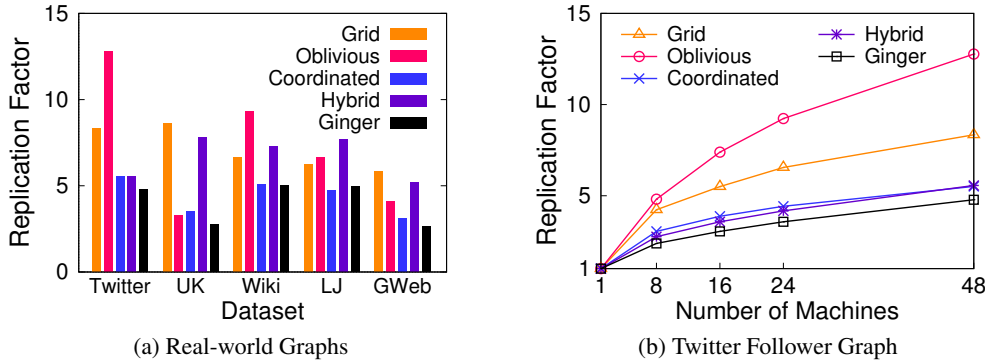 15
10
5
0
Replication Factor
Grid
Oblivious
Coordinated
Hybrid
Ginger
Twitter UK Wiki LJ GWeb
Dataset
(a) Real-world Graphs
15
10
5
1
Replication Factor
Grid
Oblivious
Coordinated
Hybrid
Ginger
1 8 16 24 48
Number of Machines
(b) Twitter Follower Graph